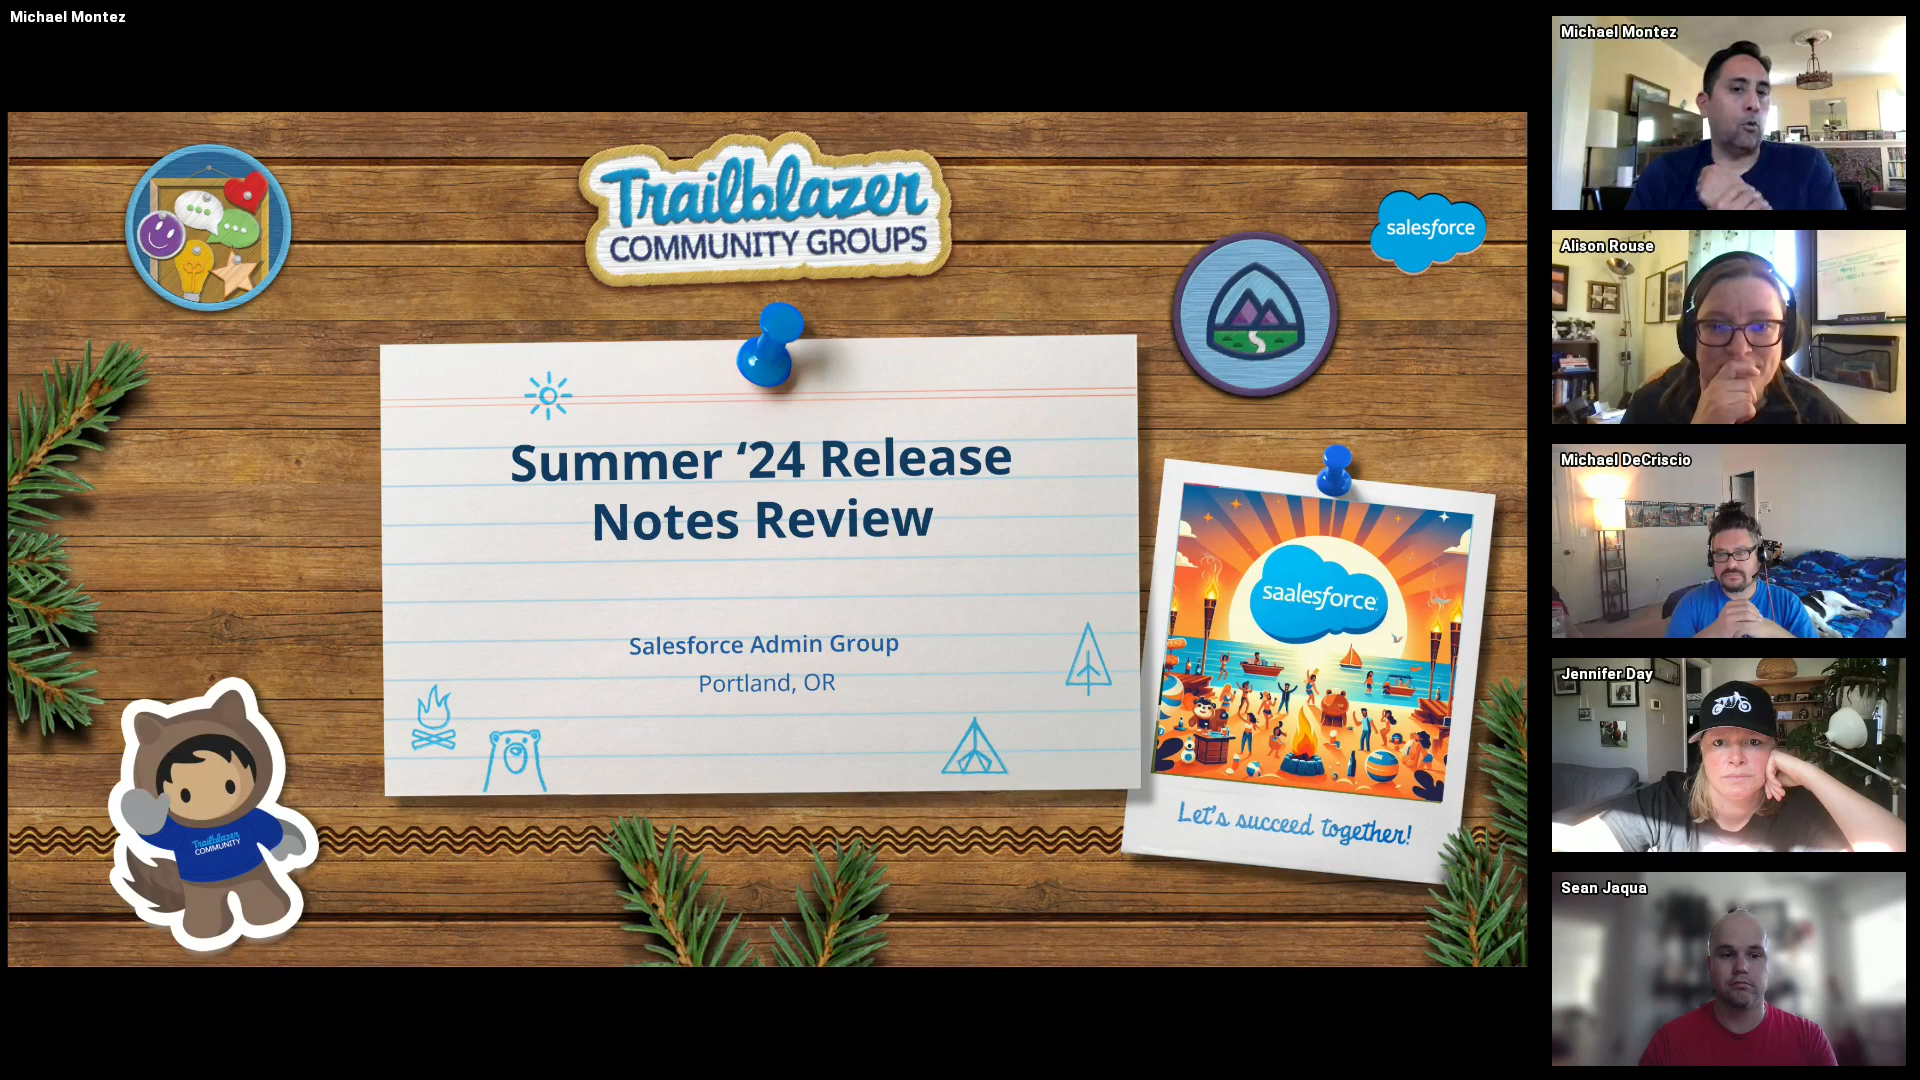 Michael Montez
Trailblazer
COMMUNITY GROUPS
salesforce
Summer ‘24 Release
Notes Review
Salesforce Admin Group
Portland, OR
saalesforce
Let's succeed together!
Trailblazer
COMMUNITY
Michael Montez
Alison Rouse
Michael DeCriscio
Jennifer Day
Sean Jaqua